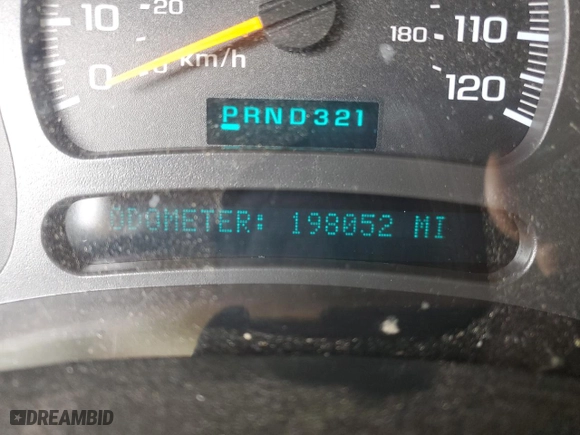 10 20 180 110
0 km/h 120
PRND321
ODOMETER: 198052 MI
DREAMBID